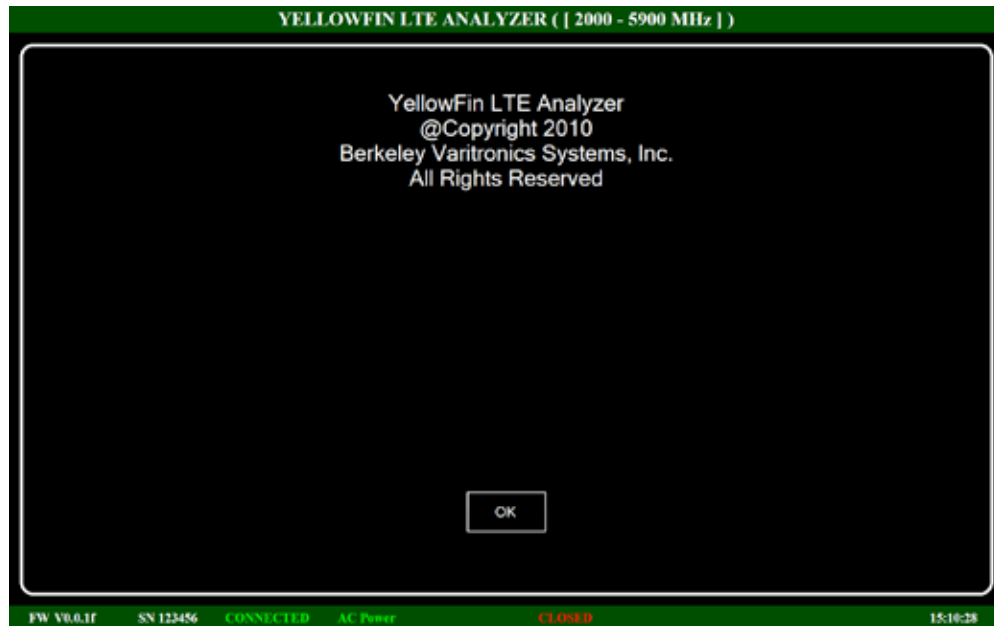 YELLOWFIN LTE ANALYZER ( [ 2000 - 5900 MHz ] )
YellowFin LTE Analyzer
@Copyright 2010
Berkeley Varitronics Systems, Inc.
All Rights Reserved
OK
FW V0.0.1f SN 123456 CONNECTED AC Power CLOSED 15:10:28